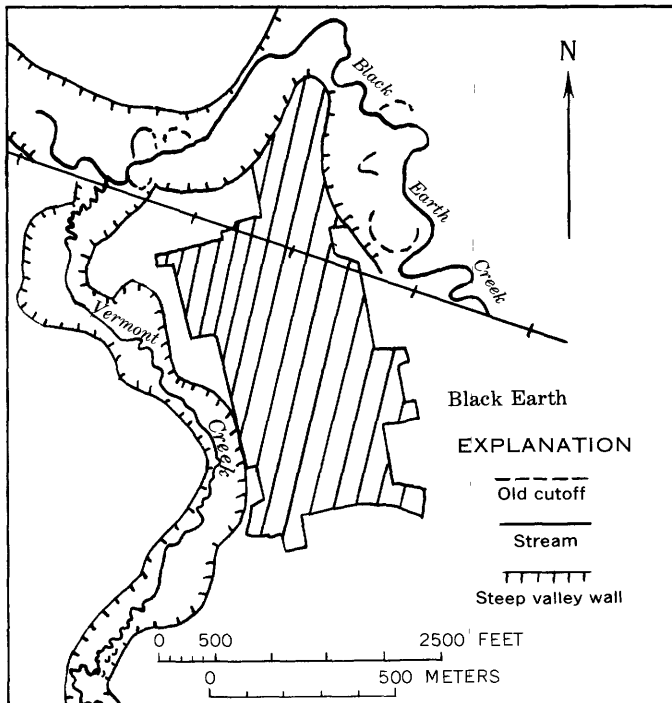 Black
N
Earth
Creek
Vermont
Creek
Black Earth
EXPLANATION
Old cutoff
Stream
Steep valley wall
0 500 2500 FEET
0 500 METERS